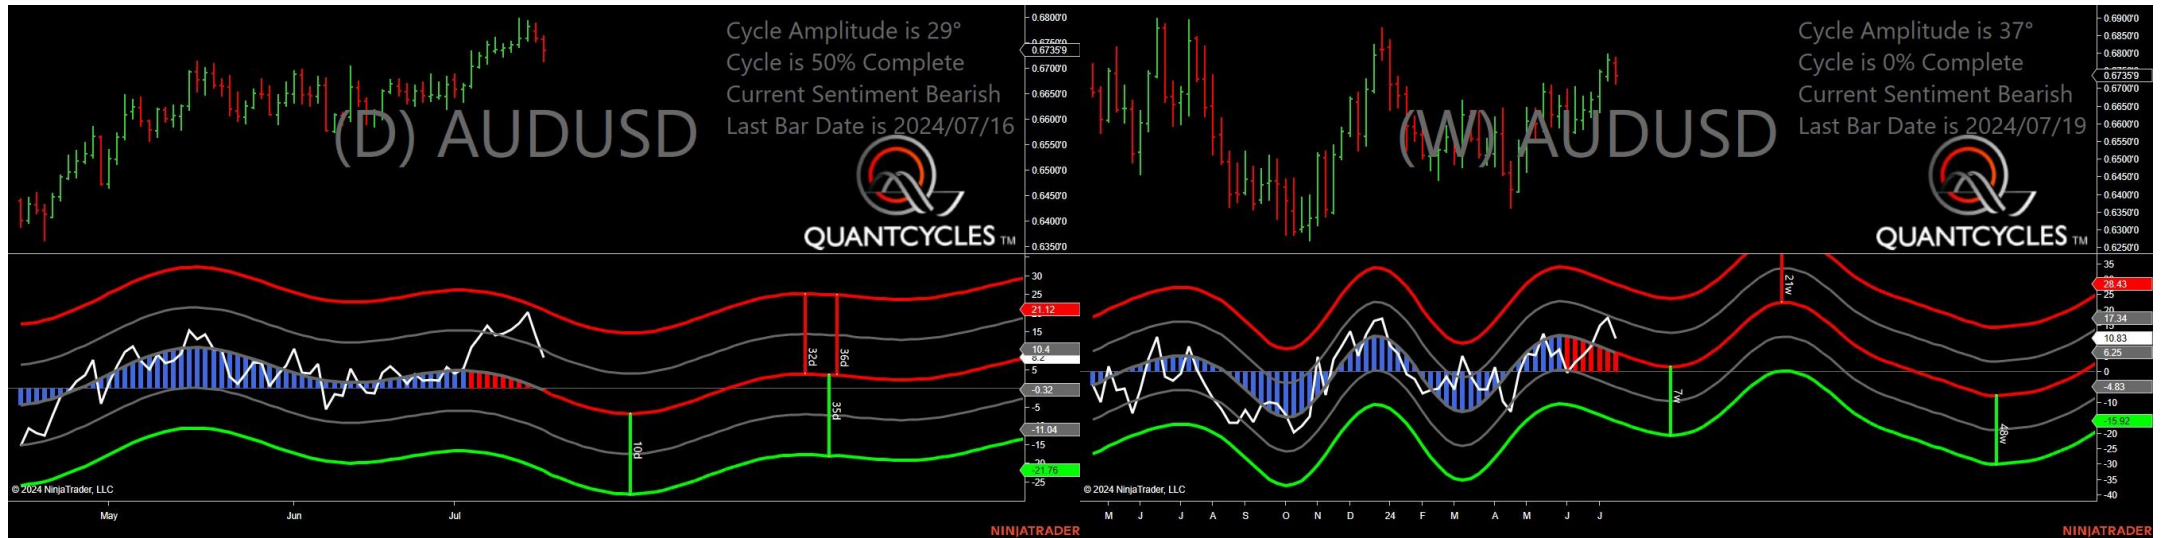 Cycle Amplitude is 29°
Cycle is 50% Complete
Current Sentiment Bearish
Last Bar Date is 2024/07/16
(D) AUDUSD
QUANTCYCLES TM
0.6800'0
0.6735'9
0.6700'0
0.6650'0
0.6600'0
0.6550'0
0.6500'0
0.6450'0
0.6400'0
0.6350'0
30
25
21.12
15
10.4
8.2
5
-0.32
-5
-11.04
-15
-21.76
-25
32d
36d
35d
10d
© 2024 NinjaTrader, LLC
May
Jun
Jul
NINJATRADER
Cycle Amplitude is 37°
Cycle is 0% Complete
Current Sentiment Bearish
Last Bar Date is 2024/07/19
(W) AUDUSD
QUANTCYCLES TM
0.6900'0
0.6850'0
0.6800'0
0.6735'9
0.6700'0
0.6650'0
0.6600'0
0.6550'0
0.6500'0
0.6450'0
0.6400'0
0.6350'0
0.6300'0
0.6250'0
35
28.43
25
17.34
10.83
6.25
0
-4.83
-10
-15.92
-20
-25
-30
-35
-40
21w
7w
48w
© 2024 NinjaTrader, LLC
M J J A S O N D 24 F M A M J J
NINJATRADER